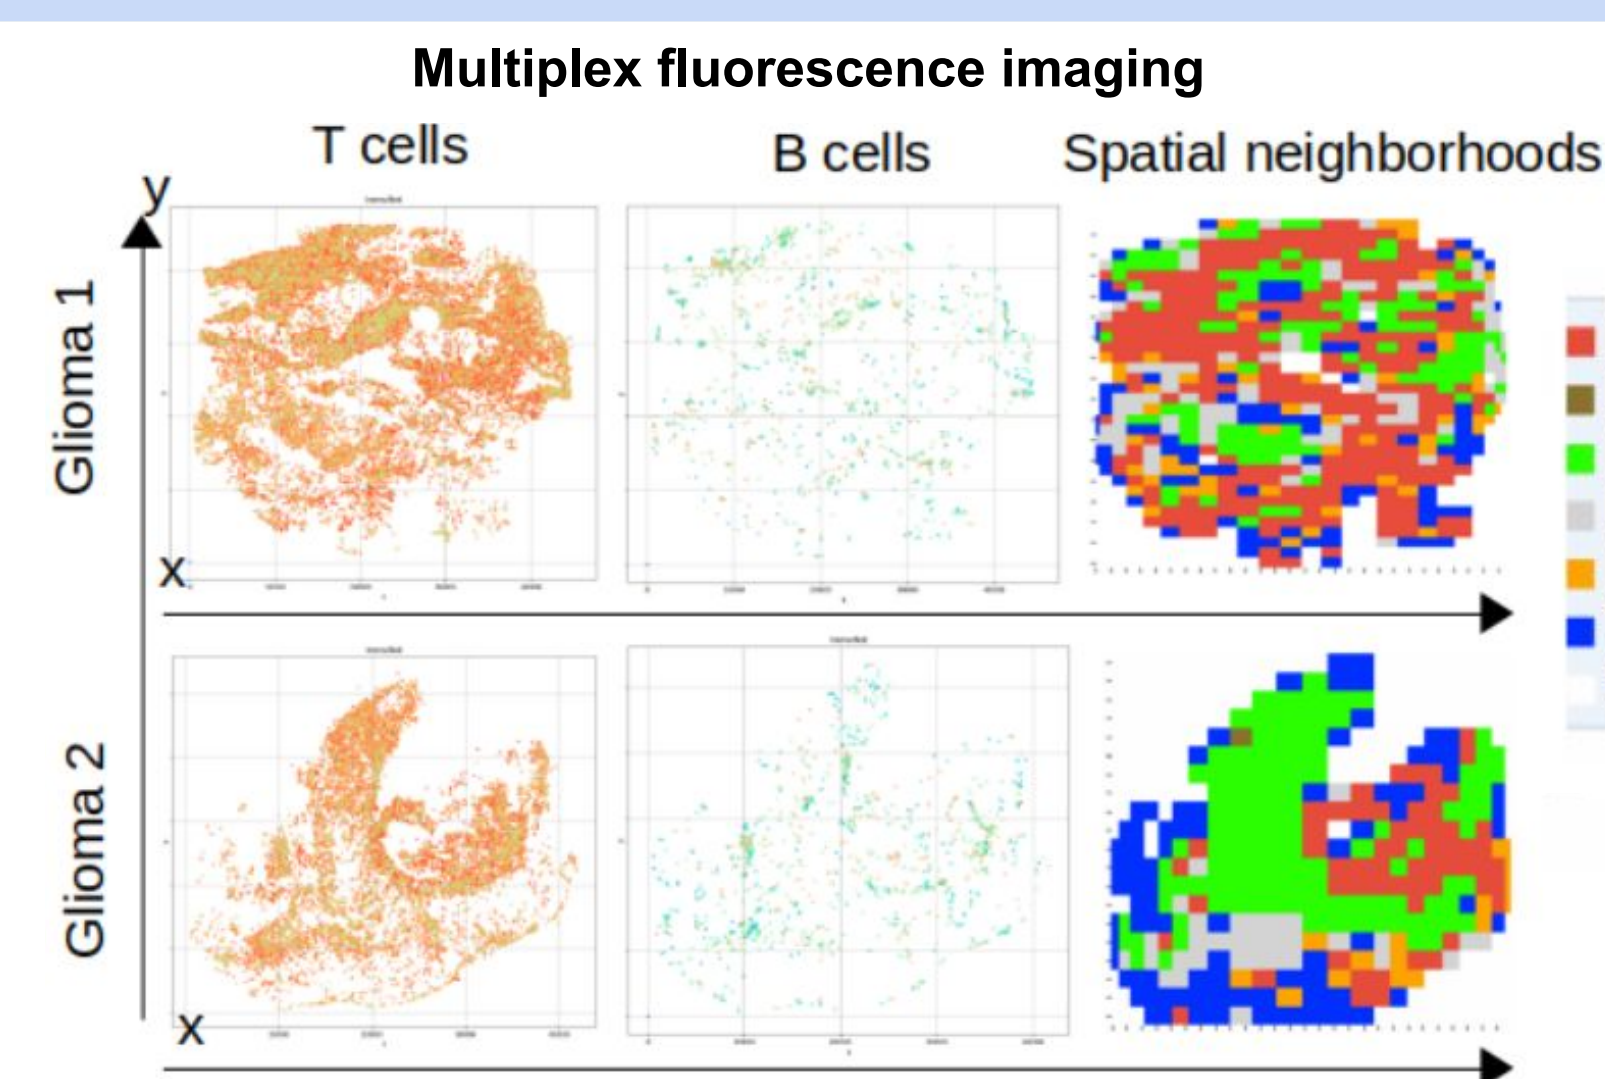 Multiplex fluorescence imaging
T cells
B cells
Spatial neighborhoods
y
Glioma 1
x
Glioma 2
x